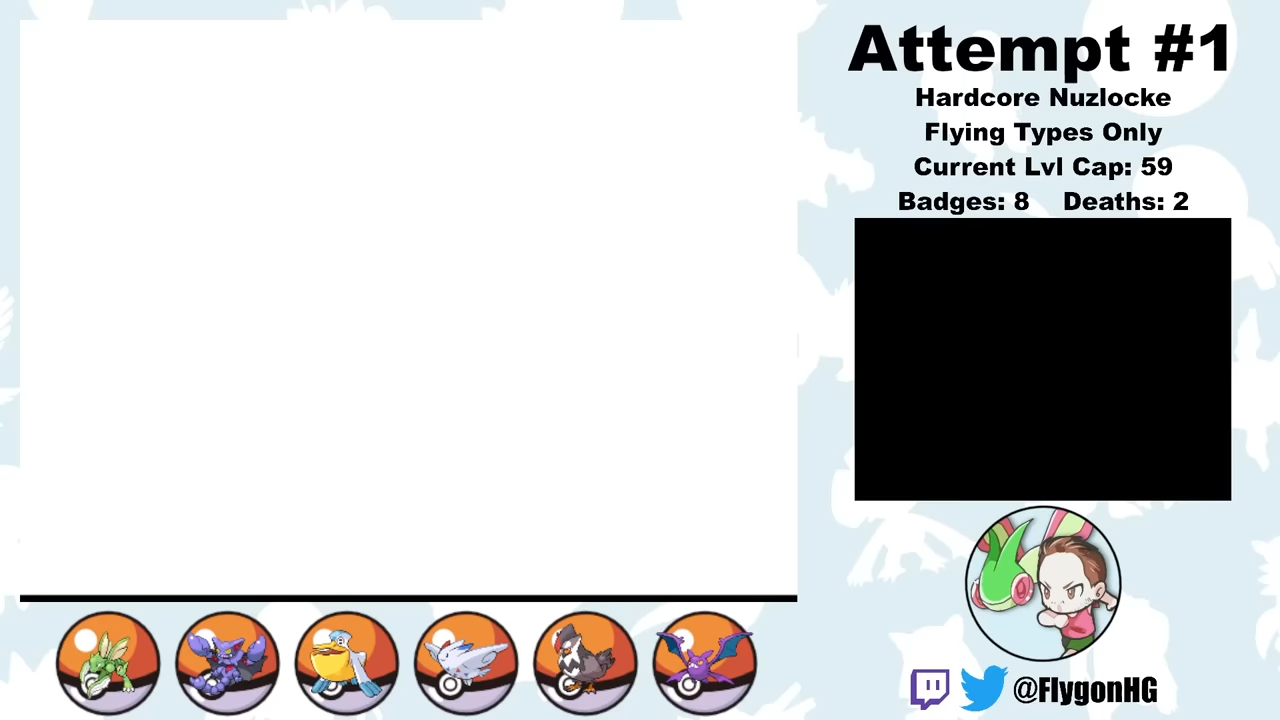 Attempt #1
Hardcore Nuzlocke
Flying Types Only
Current Lvl Cap: 59
Badges: 8 Deaths: 2
@FlygonHG